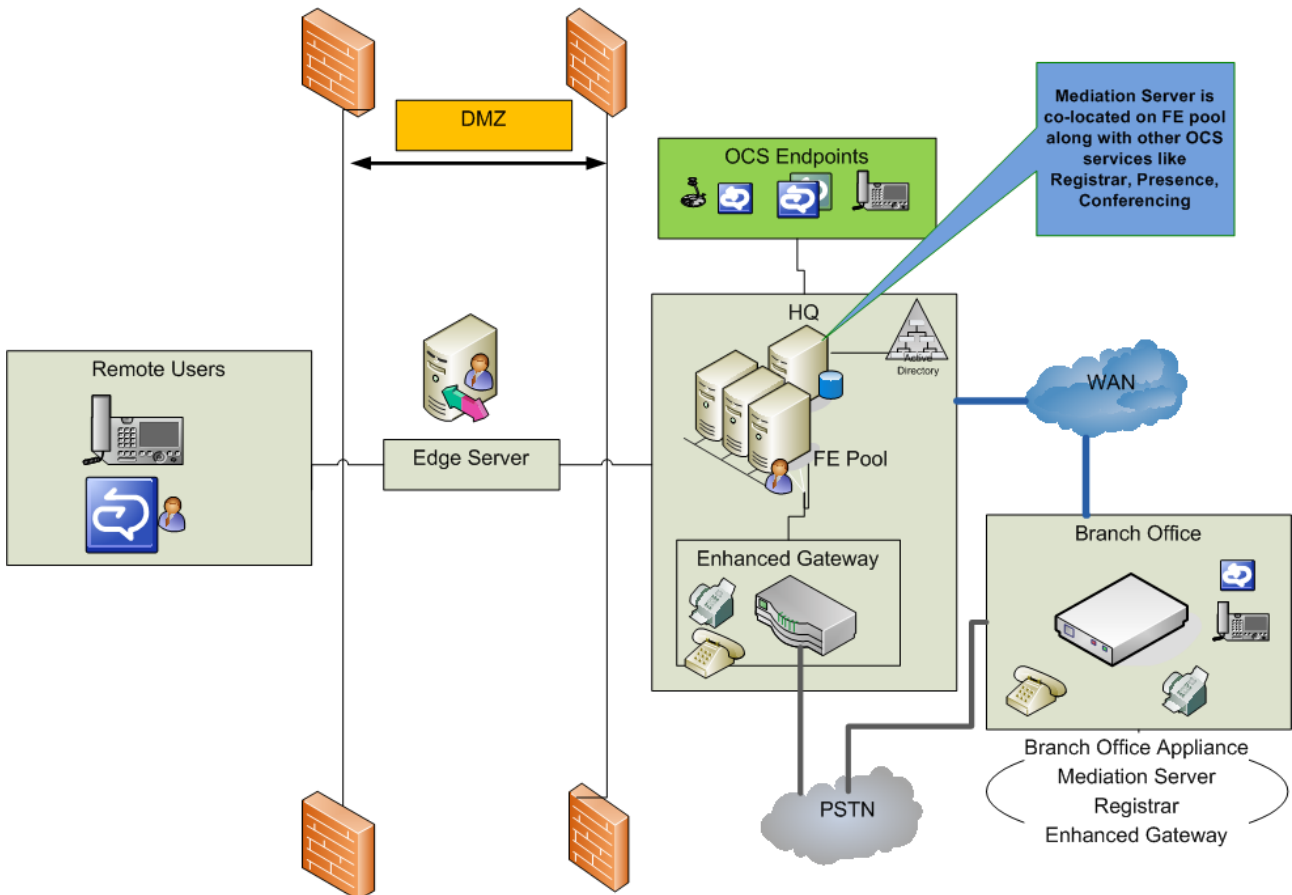 DMZ
Mediation Server is
co-located on FE pool
along with other OCS
services like
Registrar, Presence,
Conferencing
OCS Endpoints
HQ
Active
Directory
Remote Users
WAN
Edge Server
FE Pool
Branch Office
Enhanced Gateway
Branch Office Appliance
Mediation Server
Registrar
Enhanced Gateway
PSTN